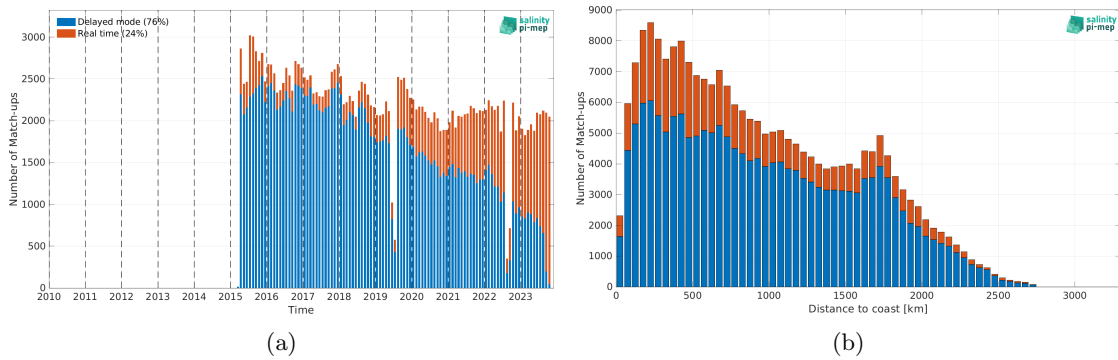 Delayed mode (76%)
Real time (24%)
salinity
pi-mep
Number of Match-ups
3000
2500
2000
1500
1000
500
0
2010 2011 2012 2013 2014 2015 2016 2017 2018 2019 2020 2021 2022 2023
Time
(a)
salinity
pi-mep
Number of Match-ups
9000
8000
7000
6000
5000
4000
3000
2000
1000
0
0 500 1000 1500 2000 2500 3000
Distance to coast [km]
(b)